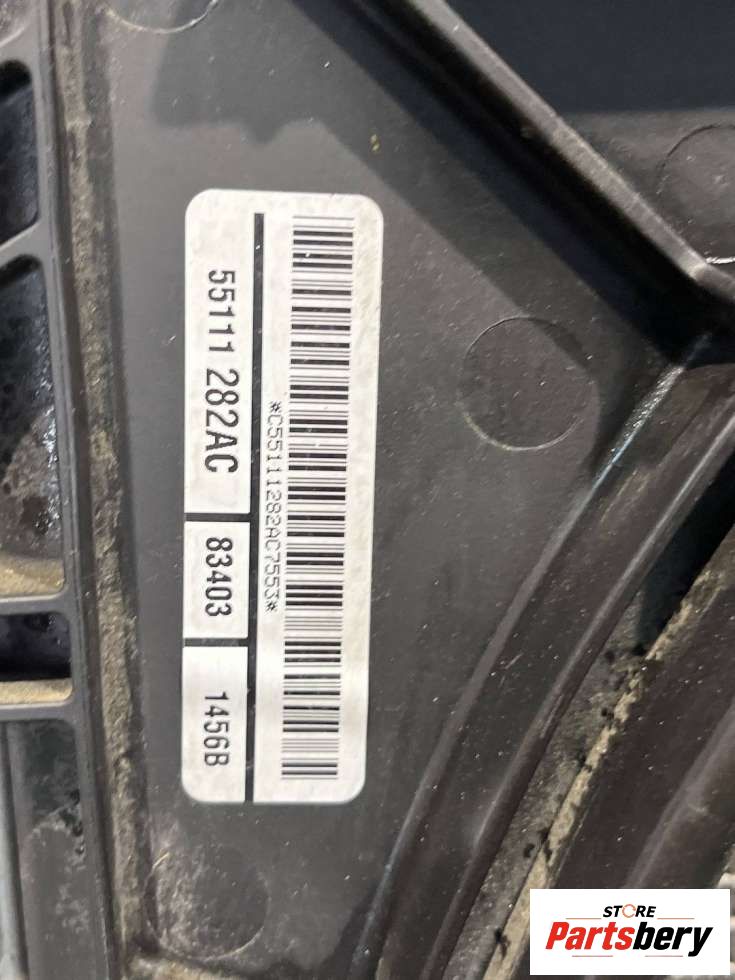 55111 282AC 83403 1456B
*C55111282AC7553*
STORE
Partsbery